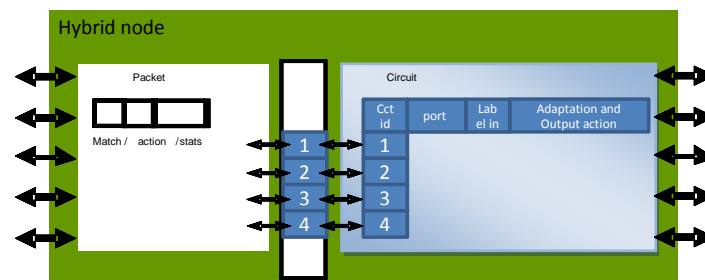 Hybrid node
Packet
Match / action / stats
Circuit
Cct id
port
Lab el in
Adaptation and Output action
1
2
3
4
1
2
3
4